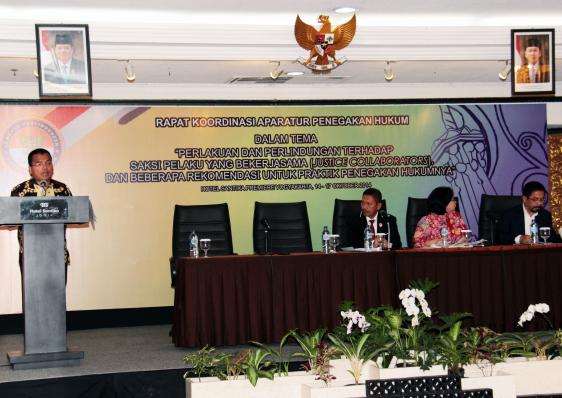 RAPAT KOORDINASI APARATUR PENEGAKAN HUKUM
DALAM TEMA
"PERLAKUAN DAN PERLINDUNGAN TERHADAP
SAKSI PELAKU YANG BEKERJASAMA (JUSTICE COLLABORATORS),
DAN BEBERAPA REKOMENDASI UNTUK PRAKTIK PENEGAKAN HUKUMNYA"
HOTEL SANTIKA PREMIERE YOGYAKARTA, 14 - 17 OKTOBER 2014
Hotel Santika
JOGJA